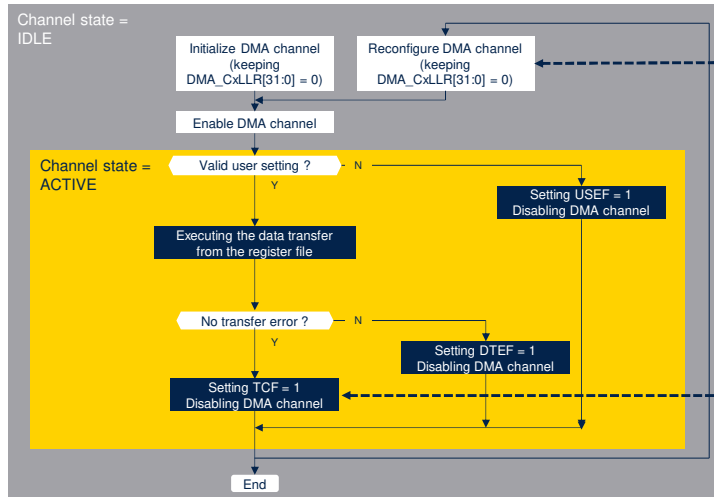 Channel state =
IDLE
Initialize DMA channel
(keeping
DMA_CxLLR[31:0] = 0)
Reconfigure DMA channel
(keeping
DMA_CxLLR[31:0] = 0)
Enable DMA channel
Channel state =
ACTIVE
Valid user setting ?
N
Y
Setting USEF = 1
Disabling DMA channel
Executing the data transfer
from the register file
No transfer error ?
N
Y
Setting DTEF = 1
Disabling DMA channel
Setting TCF = 1
Disabling DMA channel
End